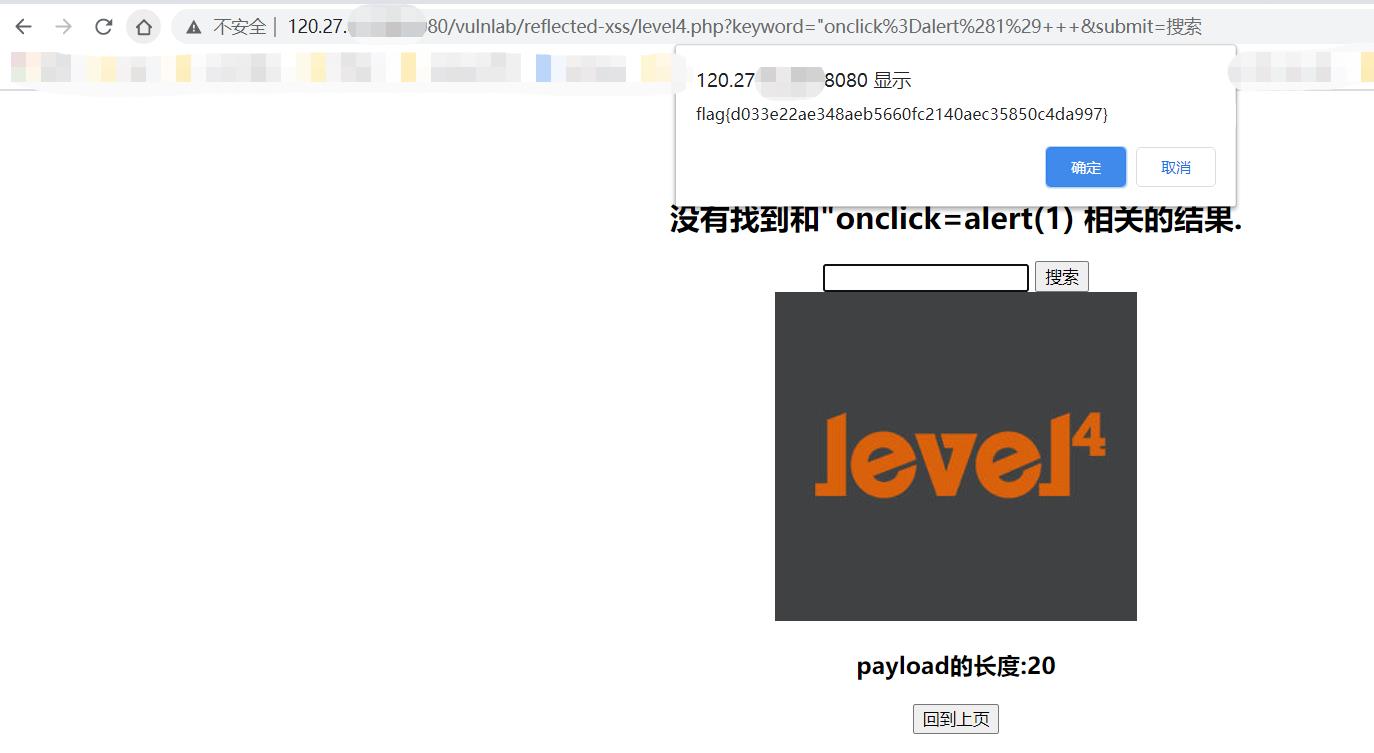 不安全 | 120.27. 80/vulnlab/reflected-xss/level4.php?keyword="onclick%3Dalert%281%29+++&submit=搜索
120.27 8080 显示
flag{d033e22ae348aeb5660fc2140aec35850c4da997}
确定 取消
没有找到和"onclick=alert(1) 相关的结果.
搜索
level4
payload的长度:20
回到上页